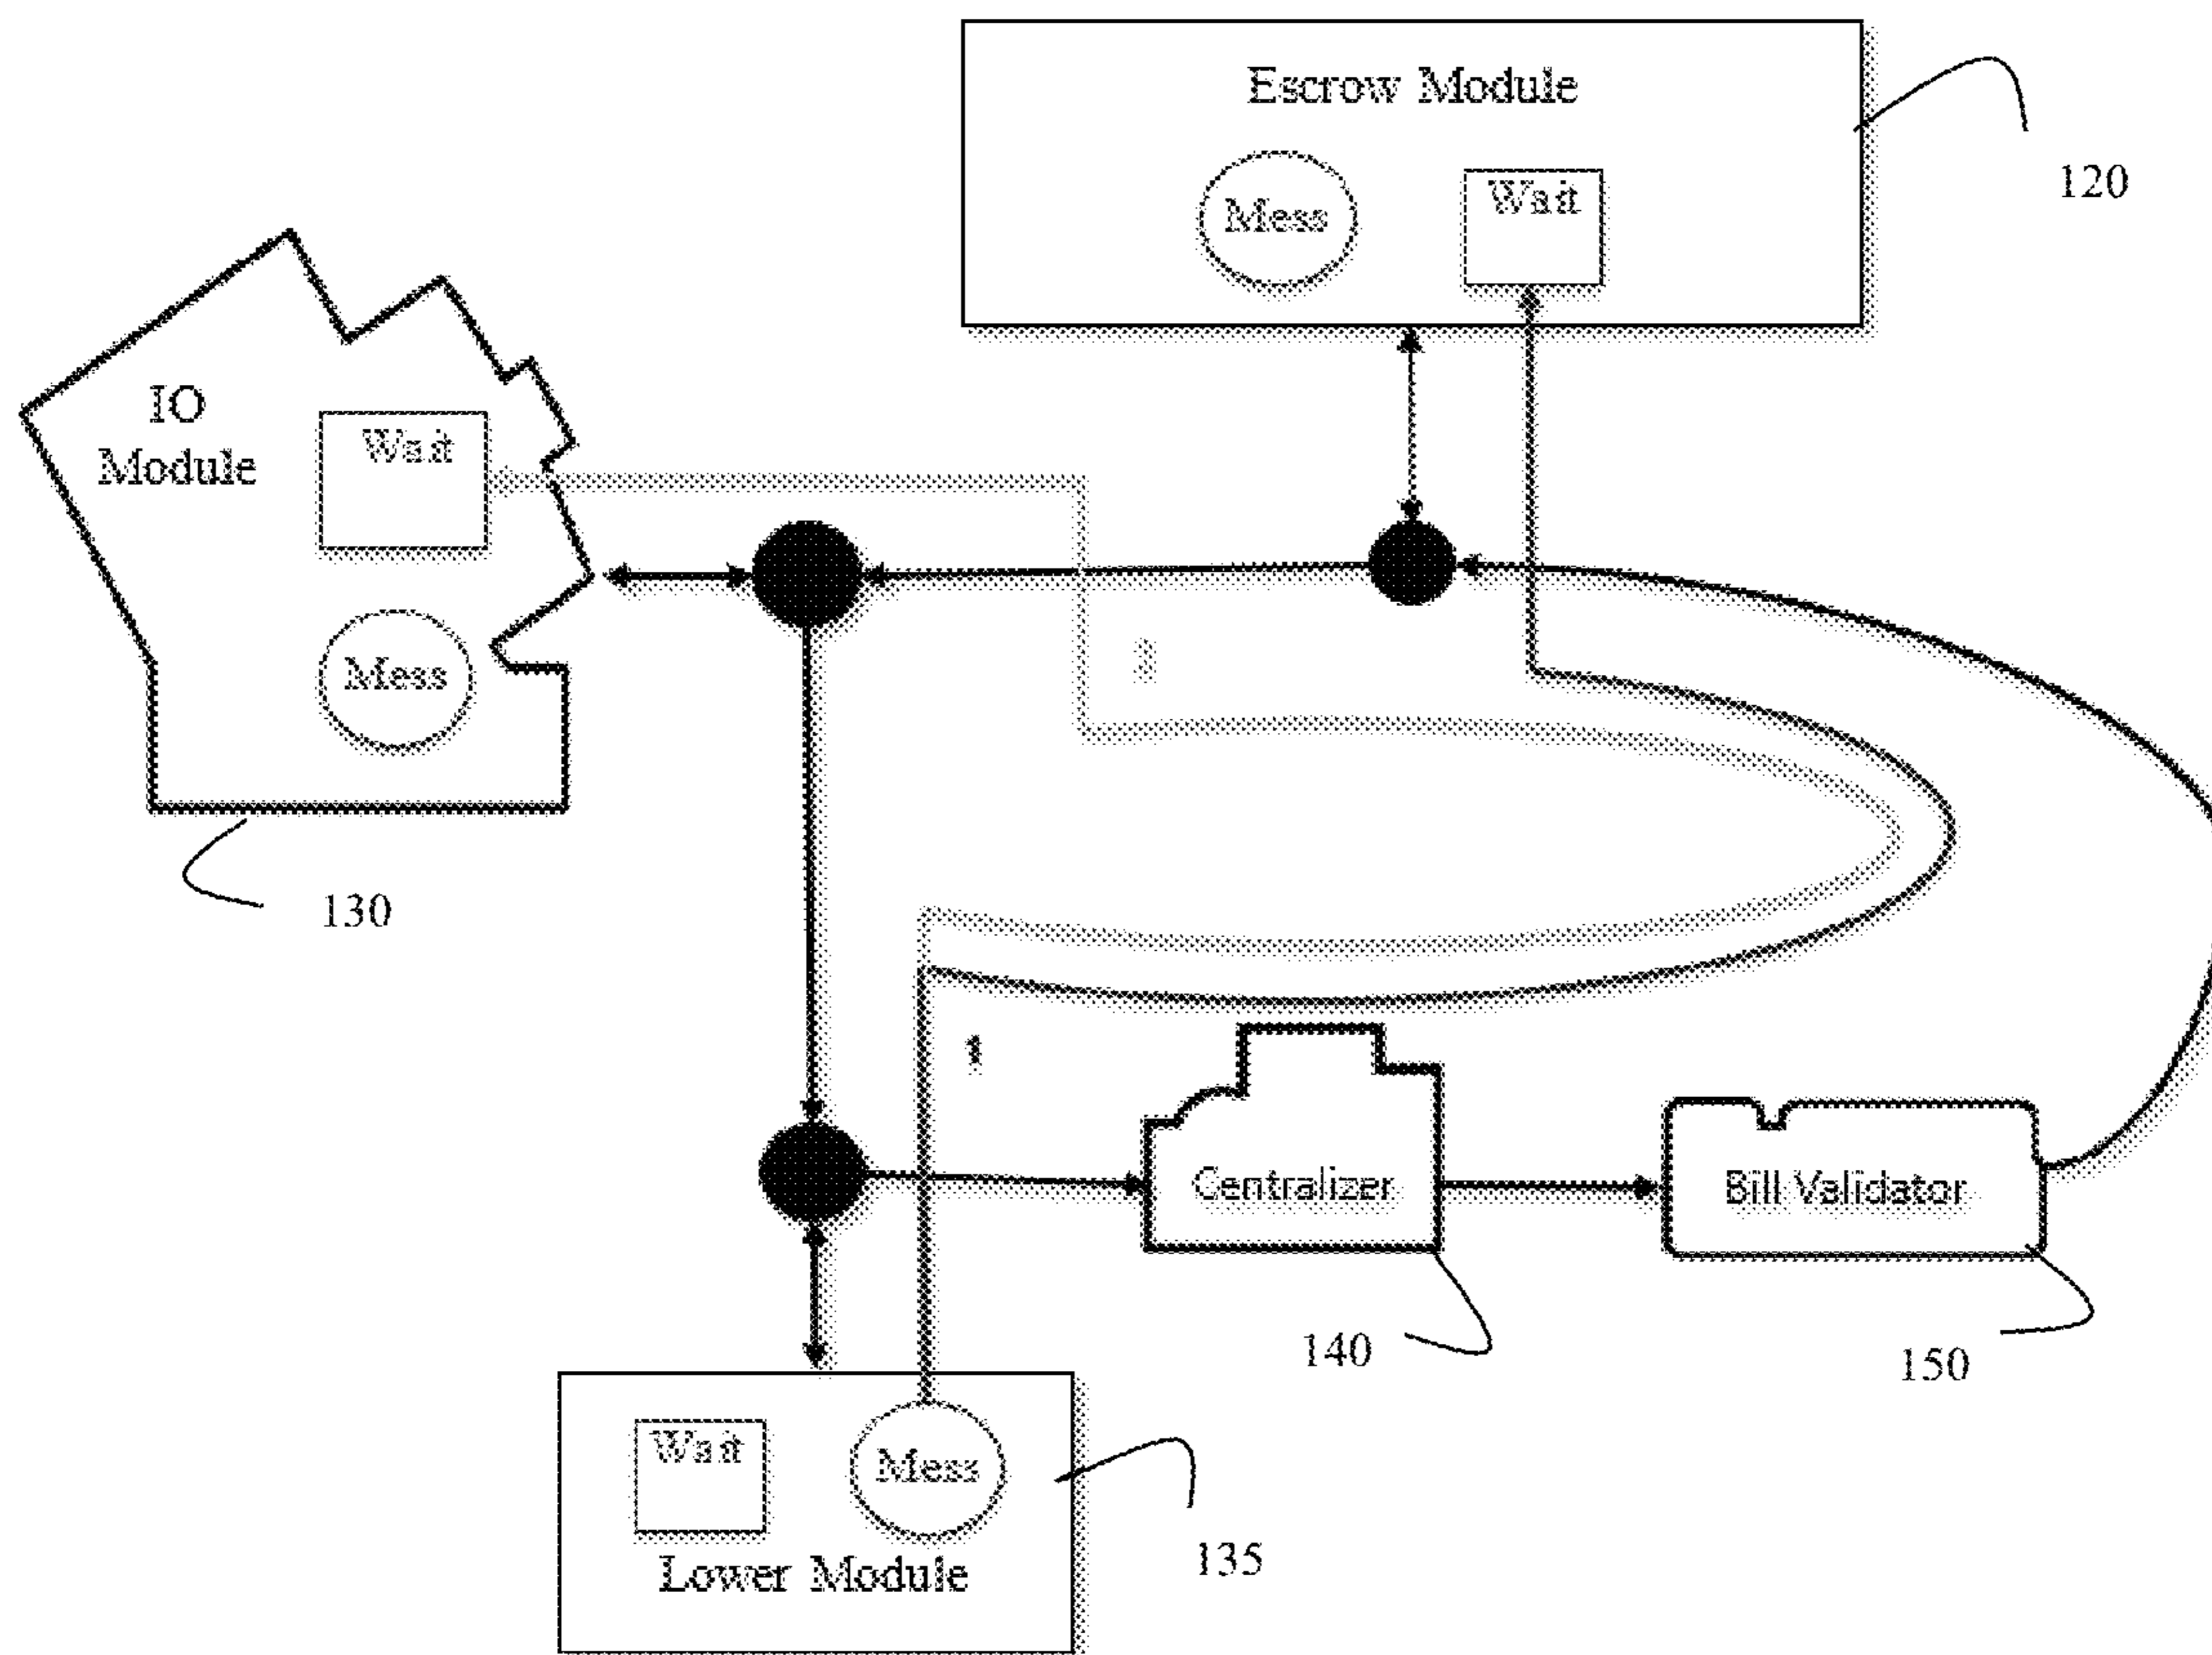 Escrow Module
Mess
Wait
120
IO
Module
Wait
Mess
130
1
Centralizer
Bill Validator
140
150
Wait
Mess
Lower Module
135